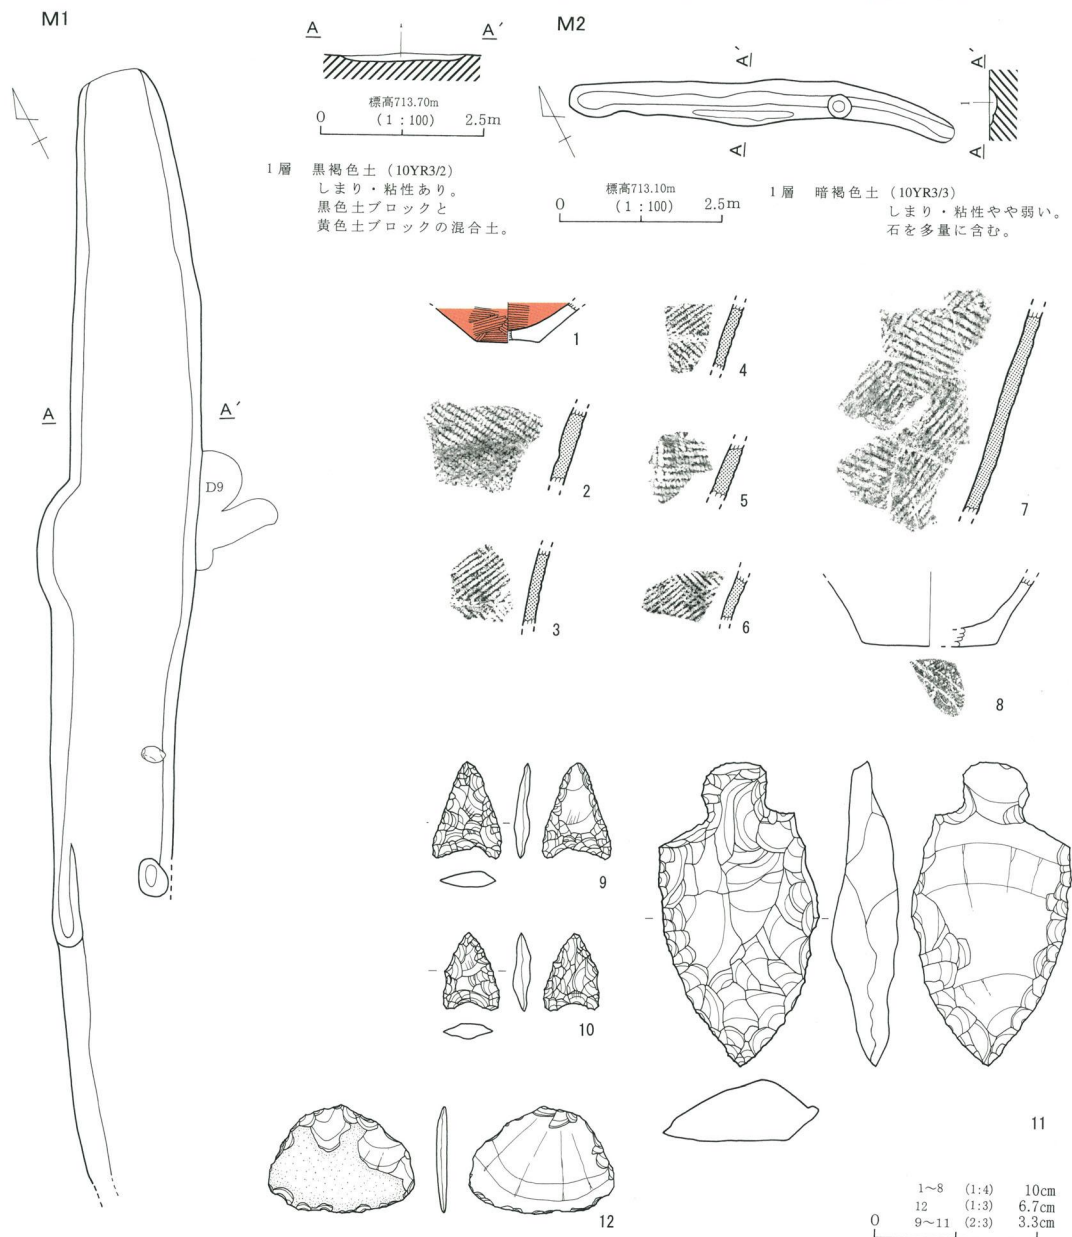 M1
A A′
標高713.70m
0 (1：100) 2.5m
1層 黒褐色土 (10YR3/2)
しまり・粘性あり。
黒色土ブロックと
黄色土ブロックの混合土。
M2
A′
A
A′
1
A
標高713.10m
0 (1：100) 2.5m
1層 暗褐色土 (10YR3/3)
しまり・粘性やや弱い。
石を多量に含む。
A A′
D9
1
2
3
4
5
6
7
8
9
10
11
12
1～8 (1:4) 10cm
12 (1:3) 6.7cm
0 9～11 (2:3) 3.3cm